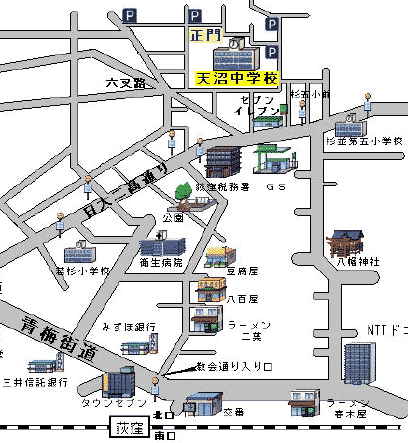 P
P
P
P
正門
天沼中学校
六叉路
セブン
イレブン
杉五小前
杉並第五小学校
日大二高通り
荻窪税務署
GS
公園
若杉小学校
衛生病院
豆腐屋
八幡神社
八百屋
青梅街道
みずほ銀行
ラーメン
二葉
NTTドコ
教会通り入り口
三井信託銀行
タウンセブン
北口
交番
ラーメン
春木屋
荻窪
南口